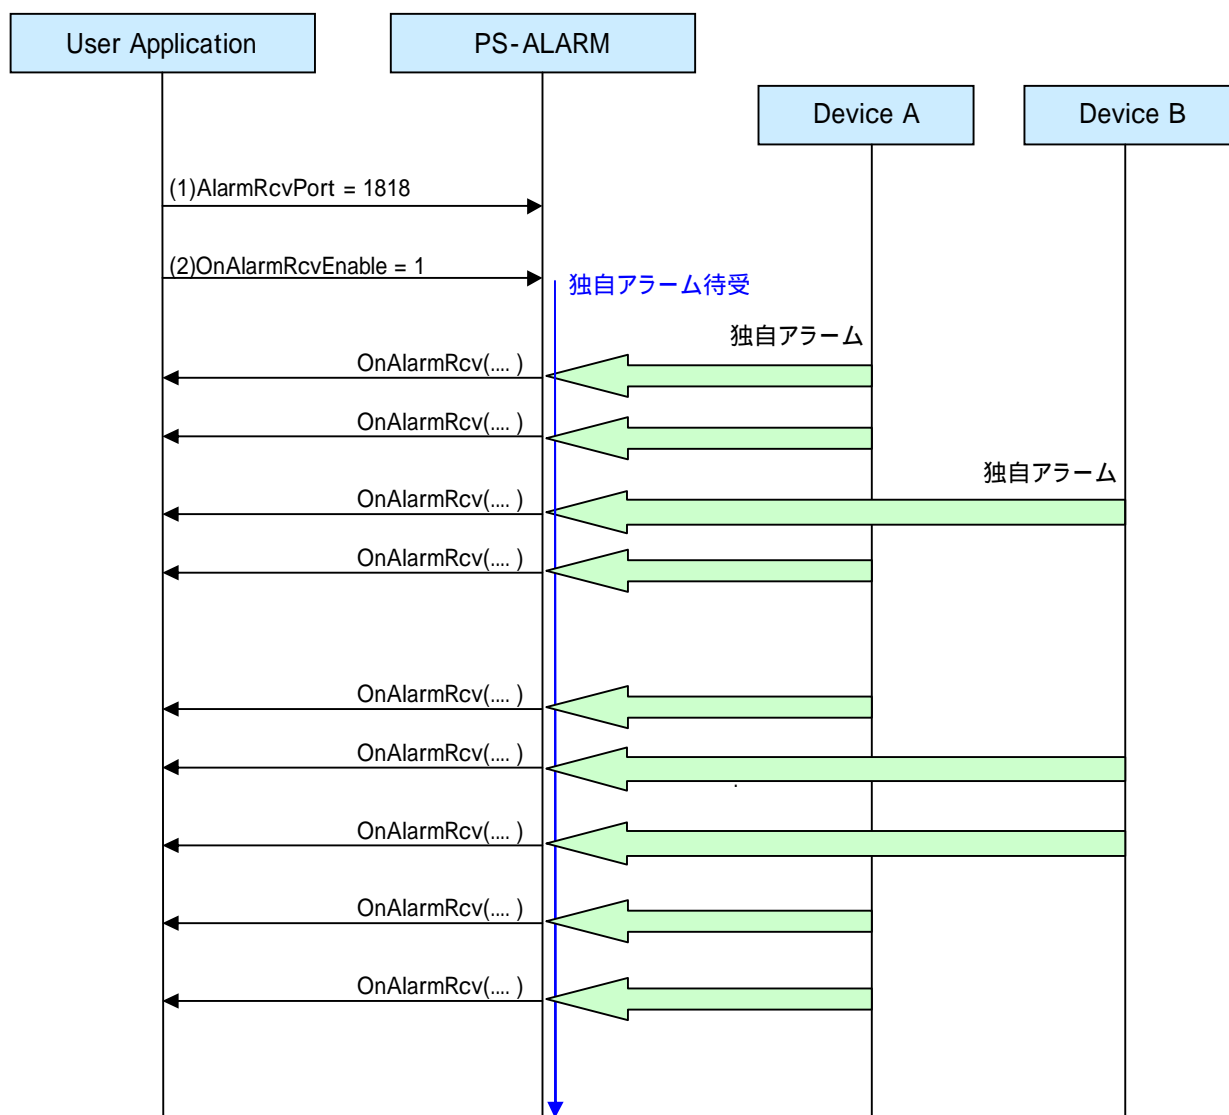 User Application
PS-ALARM
Device A
Device B
(1)AlarmRcvPort = 1818
(2)OnAlarmRcvEnable = 1
独自アラーム待受
独自アラーム
OnAlarmRcv(.... )
OnAlarmRcv(.... )
独自アラーム
OnAlarmRcv(.... )
OnAlarmRcv(.... )
OnAlarmRcv(.... )
OnAlarmRcv(.... )
OnAlarmRcv(.... )
OnAlarmRcv(.... )
OnAlarmRcv(.... )